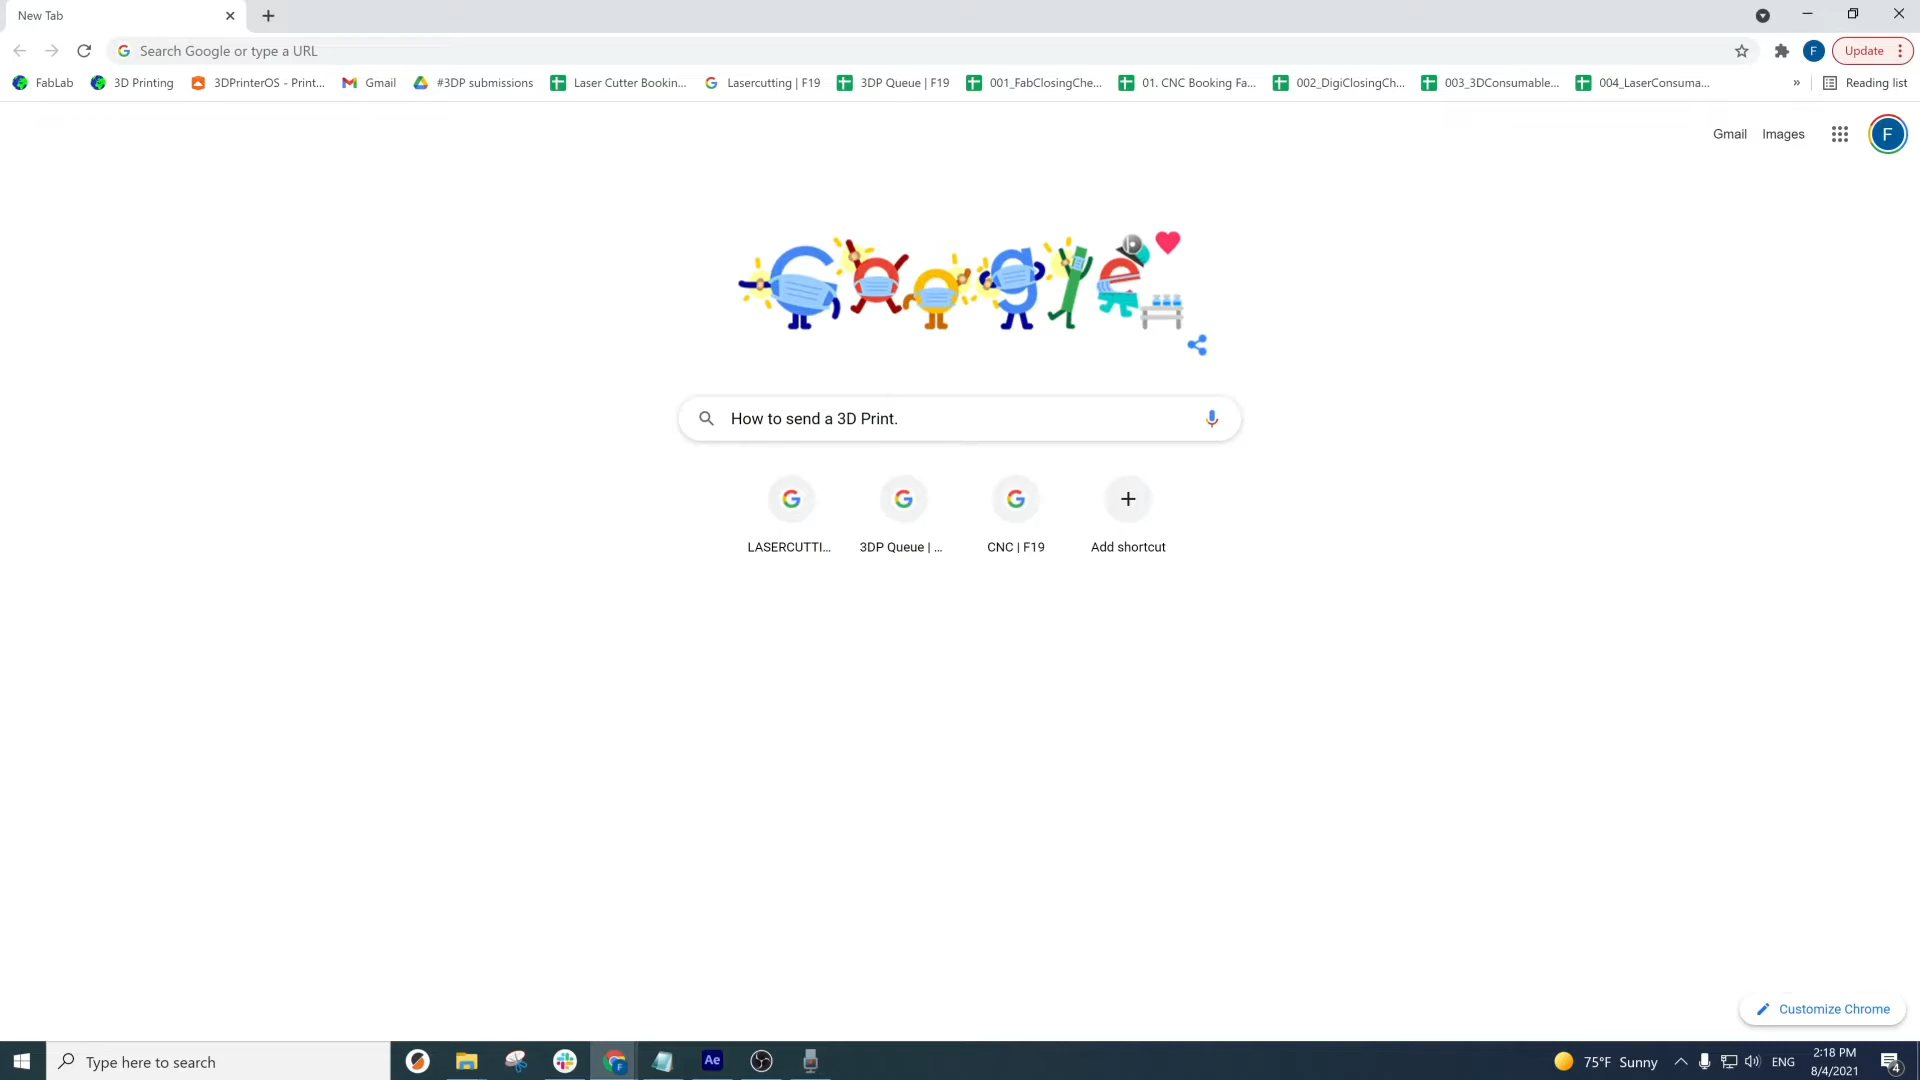 New Tab
Search Google or type a URL
Update
FabLab
3D Printing
3DPrinterOS - Print...
Gmail
#3DP submissions
Laser Cutter Bookin...
Lasercutting | F19
3DP Queue | F19
001_FabClosingChe...
01. CNC Booking Fa...
002_DigiClosingCh...
003_3DConsumable...
004_LaserConsuma...
»
Reading list
Gmail
Images
F
Google
How to send a 3D Print.
LASERCUTTI...
3DP Queue | ...
CNC | F19
Add shortcut
Customize Chrome
Type here to search
Ae
75°F Sunny
ENG
2:18 PM
8/4/2021
4